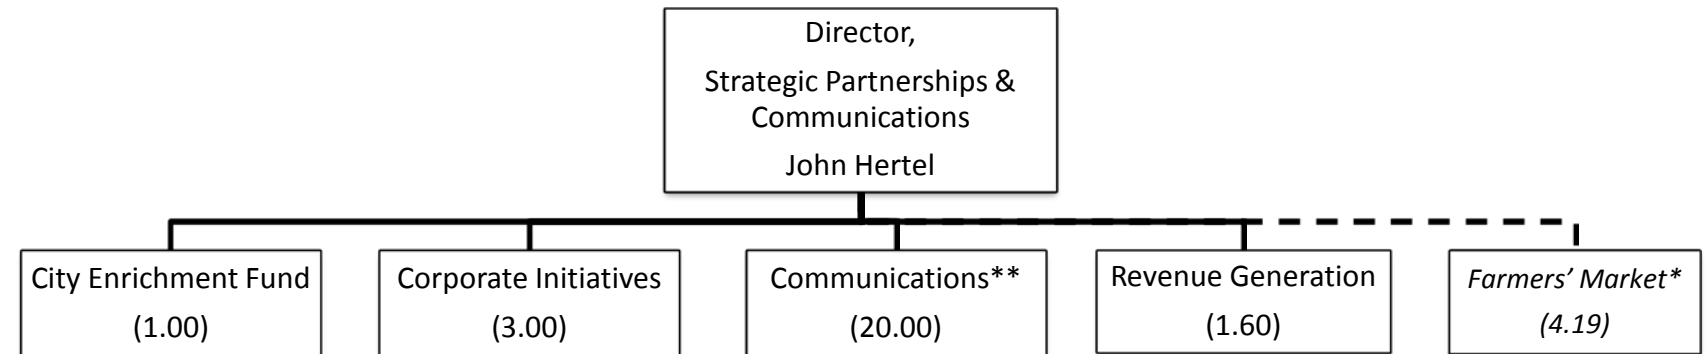 Director,
Strategic Partnerships &
Communications
John Hertel
City Enrichment Fund
(1.00)
Corporate Initiatives
(3.00)
Communications**
(20.00)
Revenue Generation
(1.60)
Farmers’ Market*
(4.19)